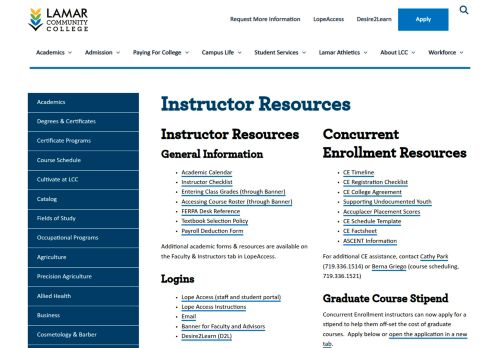 LAMAR
COMMUNITY
COLLEGE
Request More Information
LopeAccess
Desire2Learn
Apply
Academics
Admission
Paying For College
Campus Life
Student Services
Lamar Athletics
About LCC
Workforce
Academics
Degrees & Certificates
Certificate Programs
Course Schedule
Cultivate at LCC
Catalog
Fields of Study
Occupational Programs
Agriculture
Precision Agriculture
Allied Health
Business
Cosmetology & Barber
Instructor Resources
Instructor Resources
General Information
Academic Calendar
Instructor Checklist
Entering Class Grades (through Banner)
Accessing Course Roster (through Banner)
FERPA Desk Reference
Textbook Selection Policy
Payroll Deduction Form
Additional academic forms & resources are available on
the Faculty & Instructors tab in LopeAccess.
Logins
Lope Access (staff and student portal)
Lope Access Instructions
Email
Banner for Faculty and Advisors
Desire2Learn (D2L)
Concurrent
Enrollment Resources
CE Timeline
CE Registration Checklist
CE College Agreement
Supporting Undocumented Youth
Accuplacer Placement Scores
CE Schedule Template
CE Factsheet
ASCENT Information
For additional CE assistance, contact Cathy Park
(719.336.1514) or Berna Griego (course scheduling,
719.336.1521)
Graduate Course Stipend
Concurrent Enrollment instructors can now apply for a
stipend to help them off-set the cost of graduate
courses.  Apply below or open the application in a new
tab.